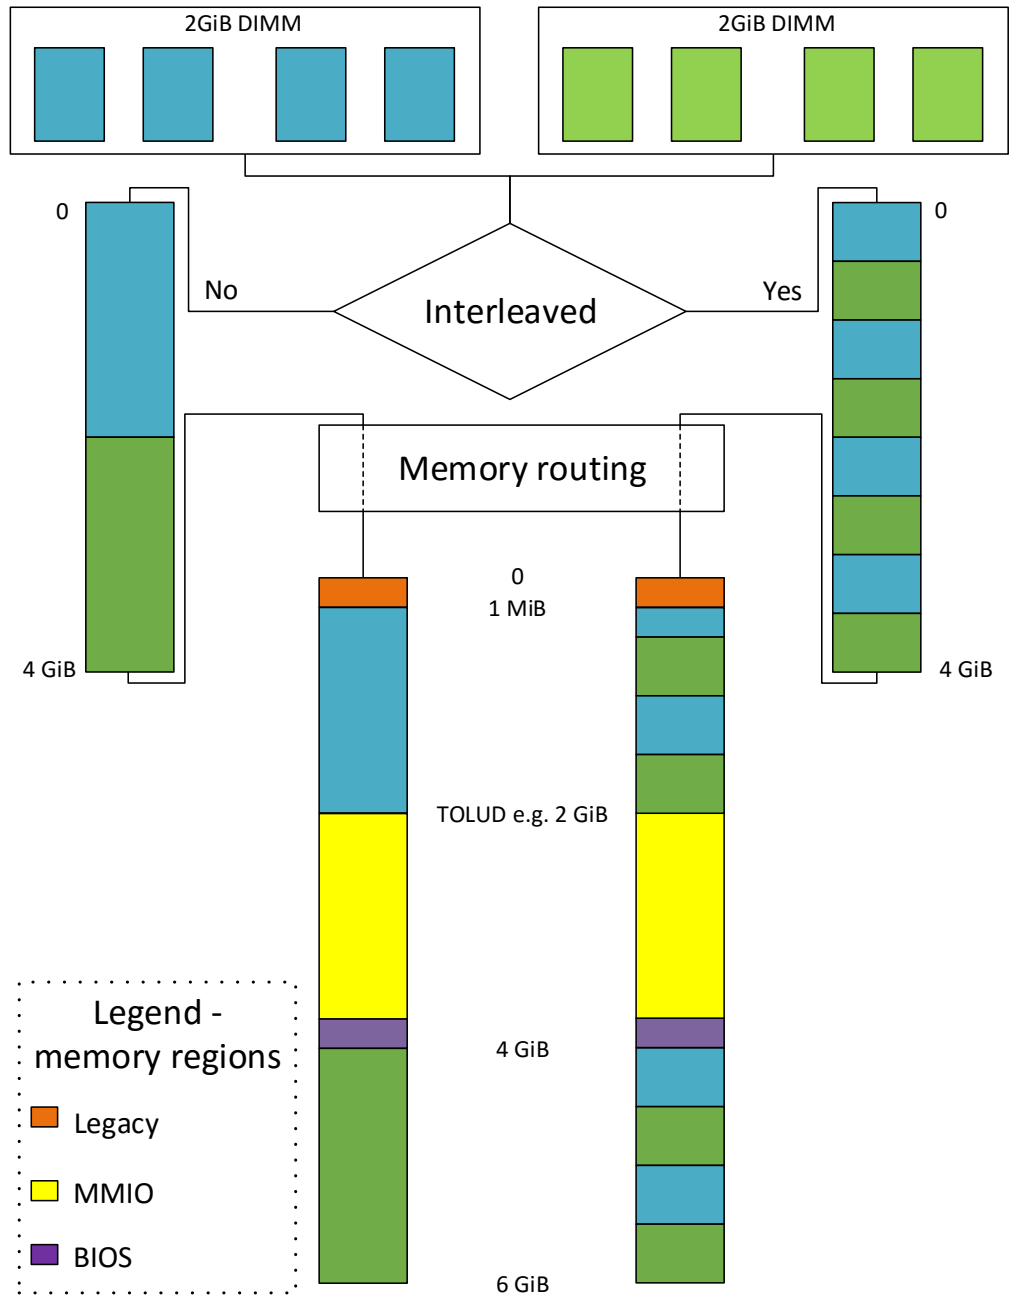 2GiB DIMM
2GiB DIMM
0
0
No
Yes
Interleaved
Memory routing
0
1 MiB
4 GiB
4 GiB
TOLUD e.g. 2 GiB
Legend -
memory regions
Legacy
MMIO
BIOS
4 GiB
6 GiB